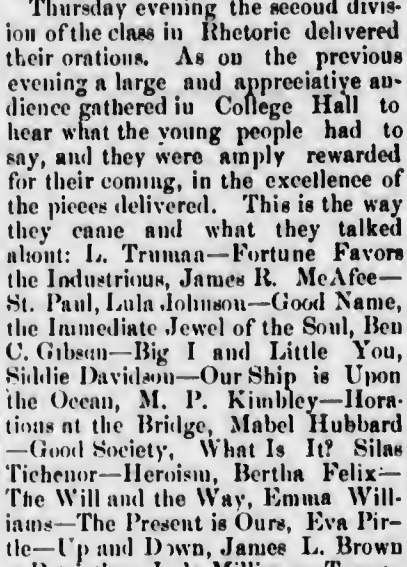 Thursday evening the second divis-
ion of the class in Rhetoric delivered
their orations. As on the previous
evening a large and appreciative au-
dience gathered in College Hall to
hear what the young people had to
say, and they were amply rewarded
for their coming, in the excellence of
the pieces delivered. This is the way
they came and what they talked
about: L. Truman—Fortune Favors
the Industrious, James R. McAfee—
St. Paul, Lula Johnson—Good Name,
the Immediate Jewel of the Soul, Ben
C. Gibson—Big I and Little You,
Siddie Davidson—Our Ship is Upon
the Ocean, M. P. Kimbley—Hora-
tions at the Bridge, Mabel Hubbard
—Good Society, What Is It? Silas
Tichenor—Heroism, Bertha Felix—
The Will and the Way, Emma Will-
iams—The Present is Ours, Eva Pir-
tle—Up and Down, James L. Brown